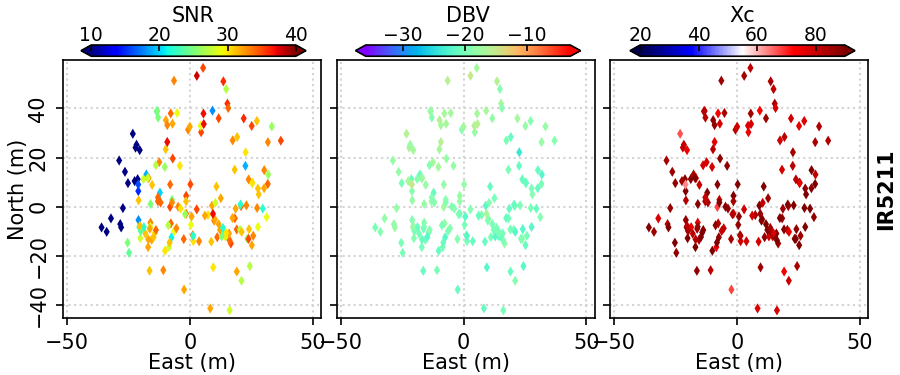 SNR DBV Xc
10 20 30 40 −30 −20 −10 20 40 60 80
North (m)
40
20
0
−20
−40
IR5211
−50 0 50 −50 0 50 −50 0 50
East (m) East (m) East (m)